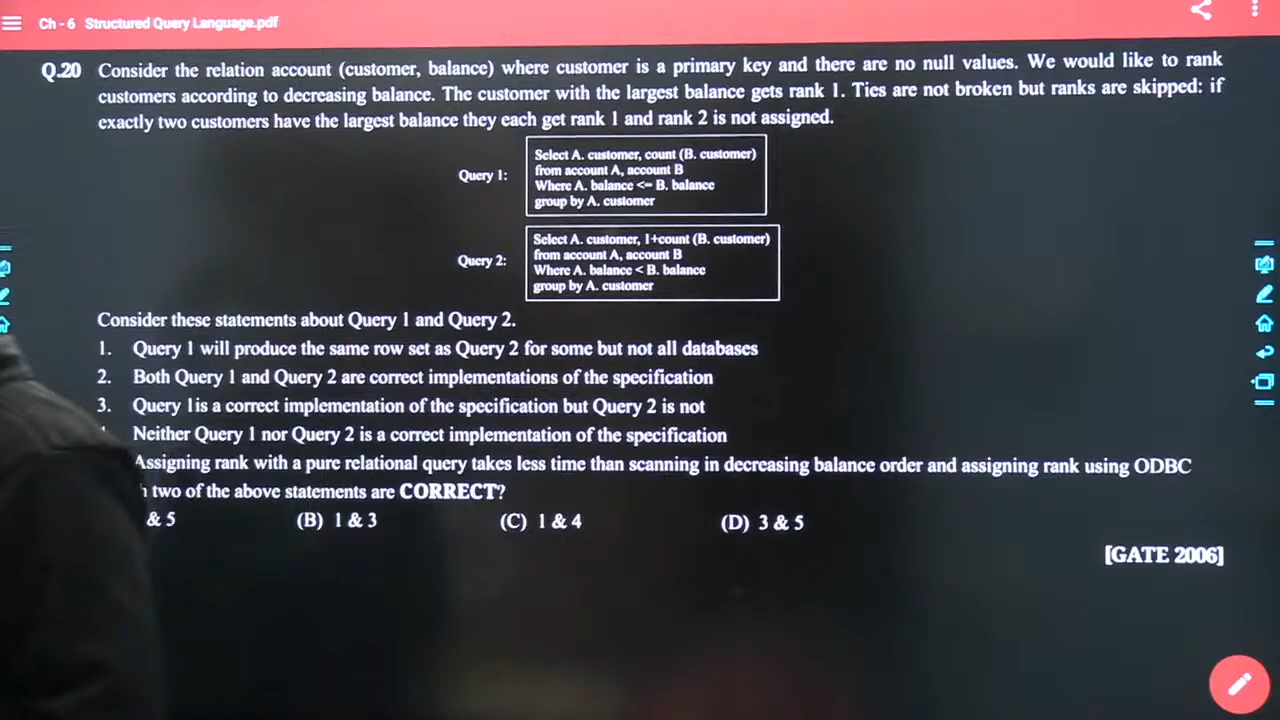 Ch - 6 Structured Query Language.pdf
Q.20 Consider the relation account (customer, balance) where customer is a primary key and there are no null values. We would like to rank
customers according to decreasing balance. The customer with the largest balance gets rank 1. Ties are not broken but ranks are skipped: if
exactly two customers have the largest balance they each get rank 1 and rank 2 is not assigned.
Query 1:
Select A. customer, count (B. customer)
from account A, account B
Where A. balance <= B. balance
group by A. customer
Query 2:
Select A. customer, 1+count (B. customer)
from account A, account B
Where A. balance < B. balance
group by A. customer
Consider these statements about Query 1 and Query 2.
1. Query 1 will produce the same row set as Query 2 for some but not all databases
2. Both Query 1 and Query 2 are correct implementations of the specification
3. Query 1is a correct implementation of the specification but Query 2 is not
Neither Query 1 nor Query 2 is a correct implementation of the specification
Assigning rank with a pure relational query takes less time than scanning in decreasing balance order and assigning rank using ODBC
two of the above statements are CORRECT?
& 5 (B) 1 & 3 (C) 1 & 4 (D) 3 & 5
[GATE 2006]